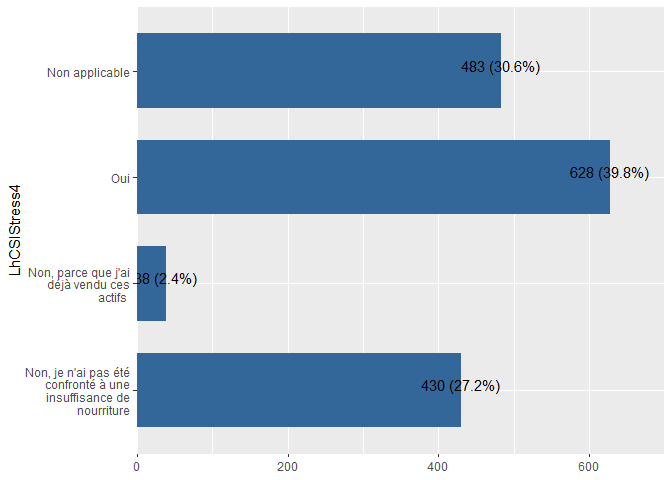 LhCSIStress4
Non applicable
483 (30.6%)
Oui
628 (39.8%)
Non, parce que j'ai
déjà vendu ces
actifs
38 (2.4%)
Non, je n'ai pas été
confronté à une
insuffisance de
nourriture
430 (27.2%)
0 200 400 600